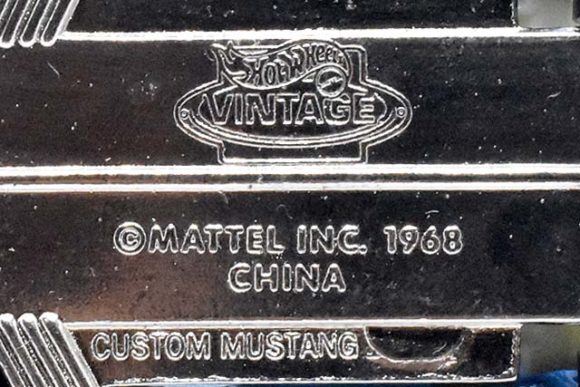 Hot Wheels
VINTAGE
©MATTEL INC. 1968
CHINA
CUSTOM MUSTANG